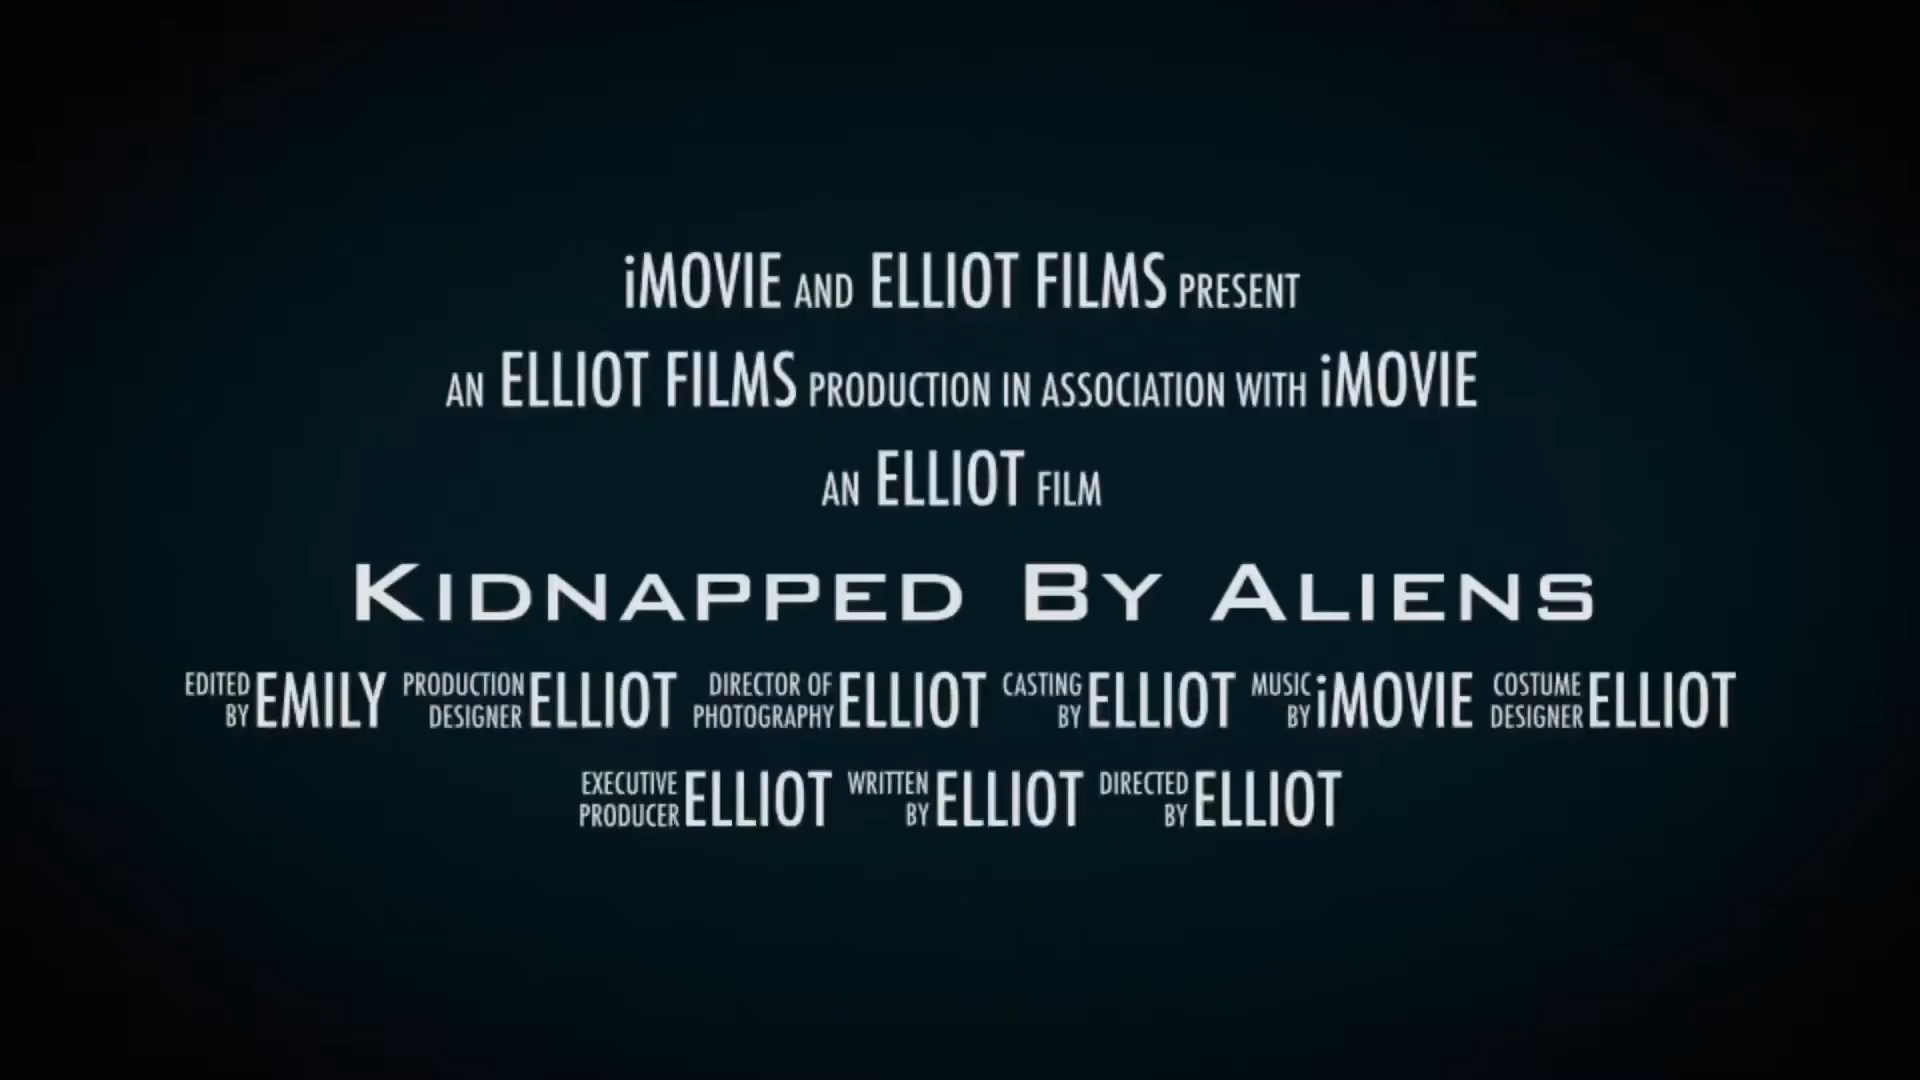 iMOVIE AND ELLIOT FILMS PRESENT
AN ELLIOT FILMS PRODUCTION IN ASSOCIATION WITH iMOVIE
AN ELLIOT FILM
KIDNAPPED BY ALIENS
EDITED BY EMILY PRODUCTION DESIGNER ELLIOT DIRECTOR OF PHOTOGRAPHY ELLIOT CASTING BY ELLIOT MUSIC BY iMOVIE COSTUME DESIGNER ELLIOT
EXECUTIVE PRODUCER ELLIOT WRITTEN BY ELLIOT DIRECTED BY ELLIOT